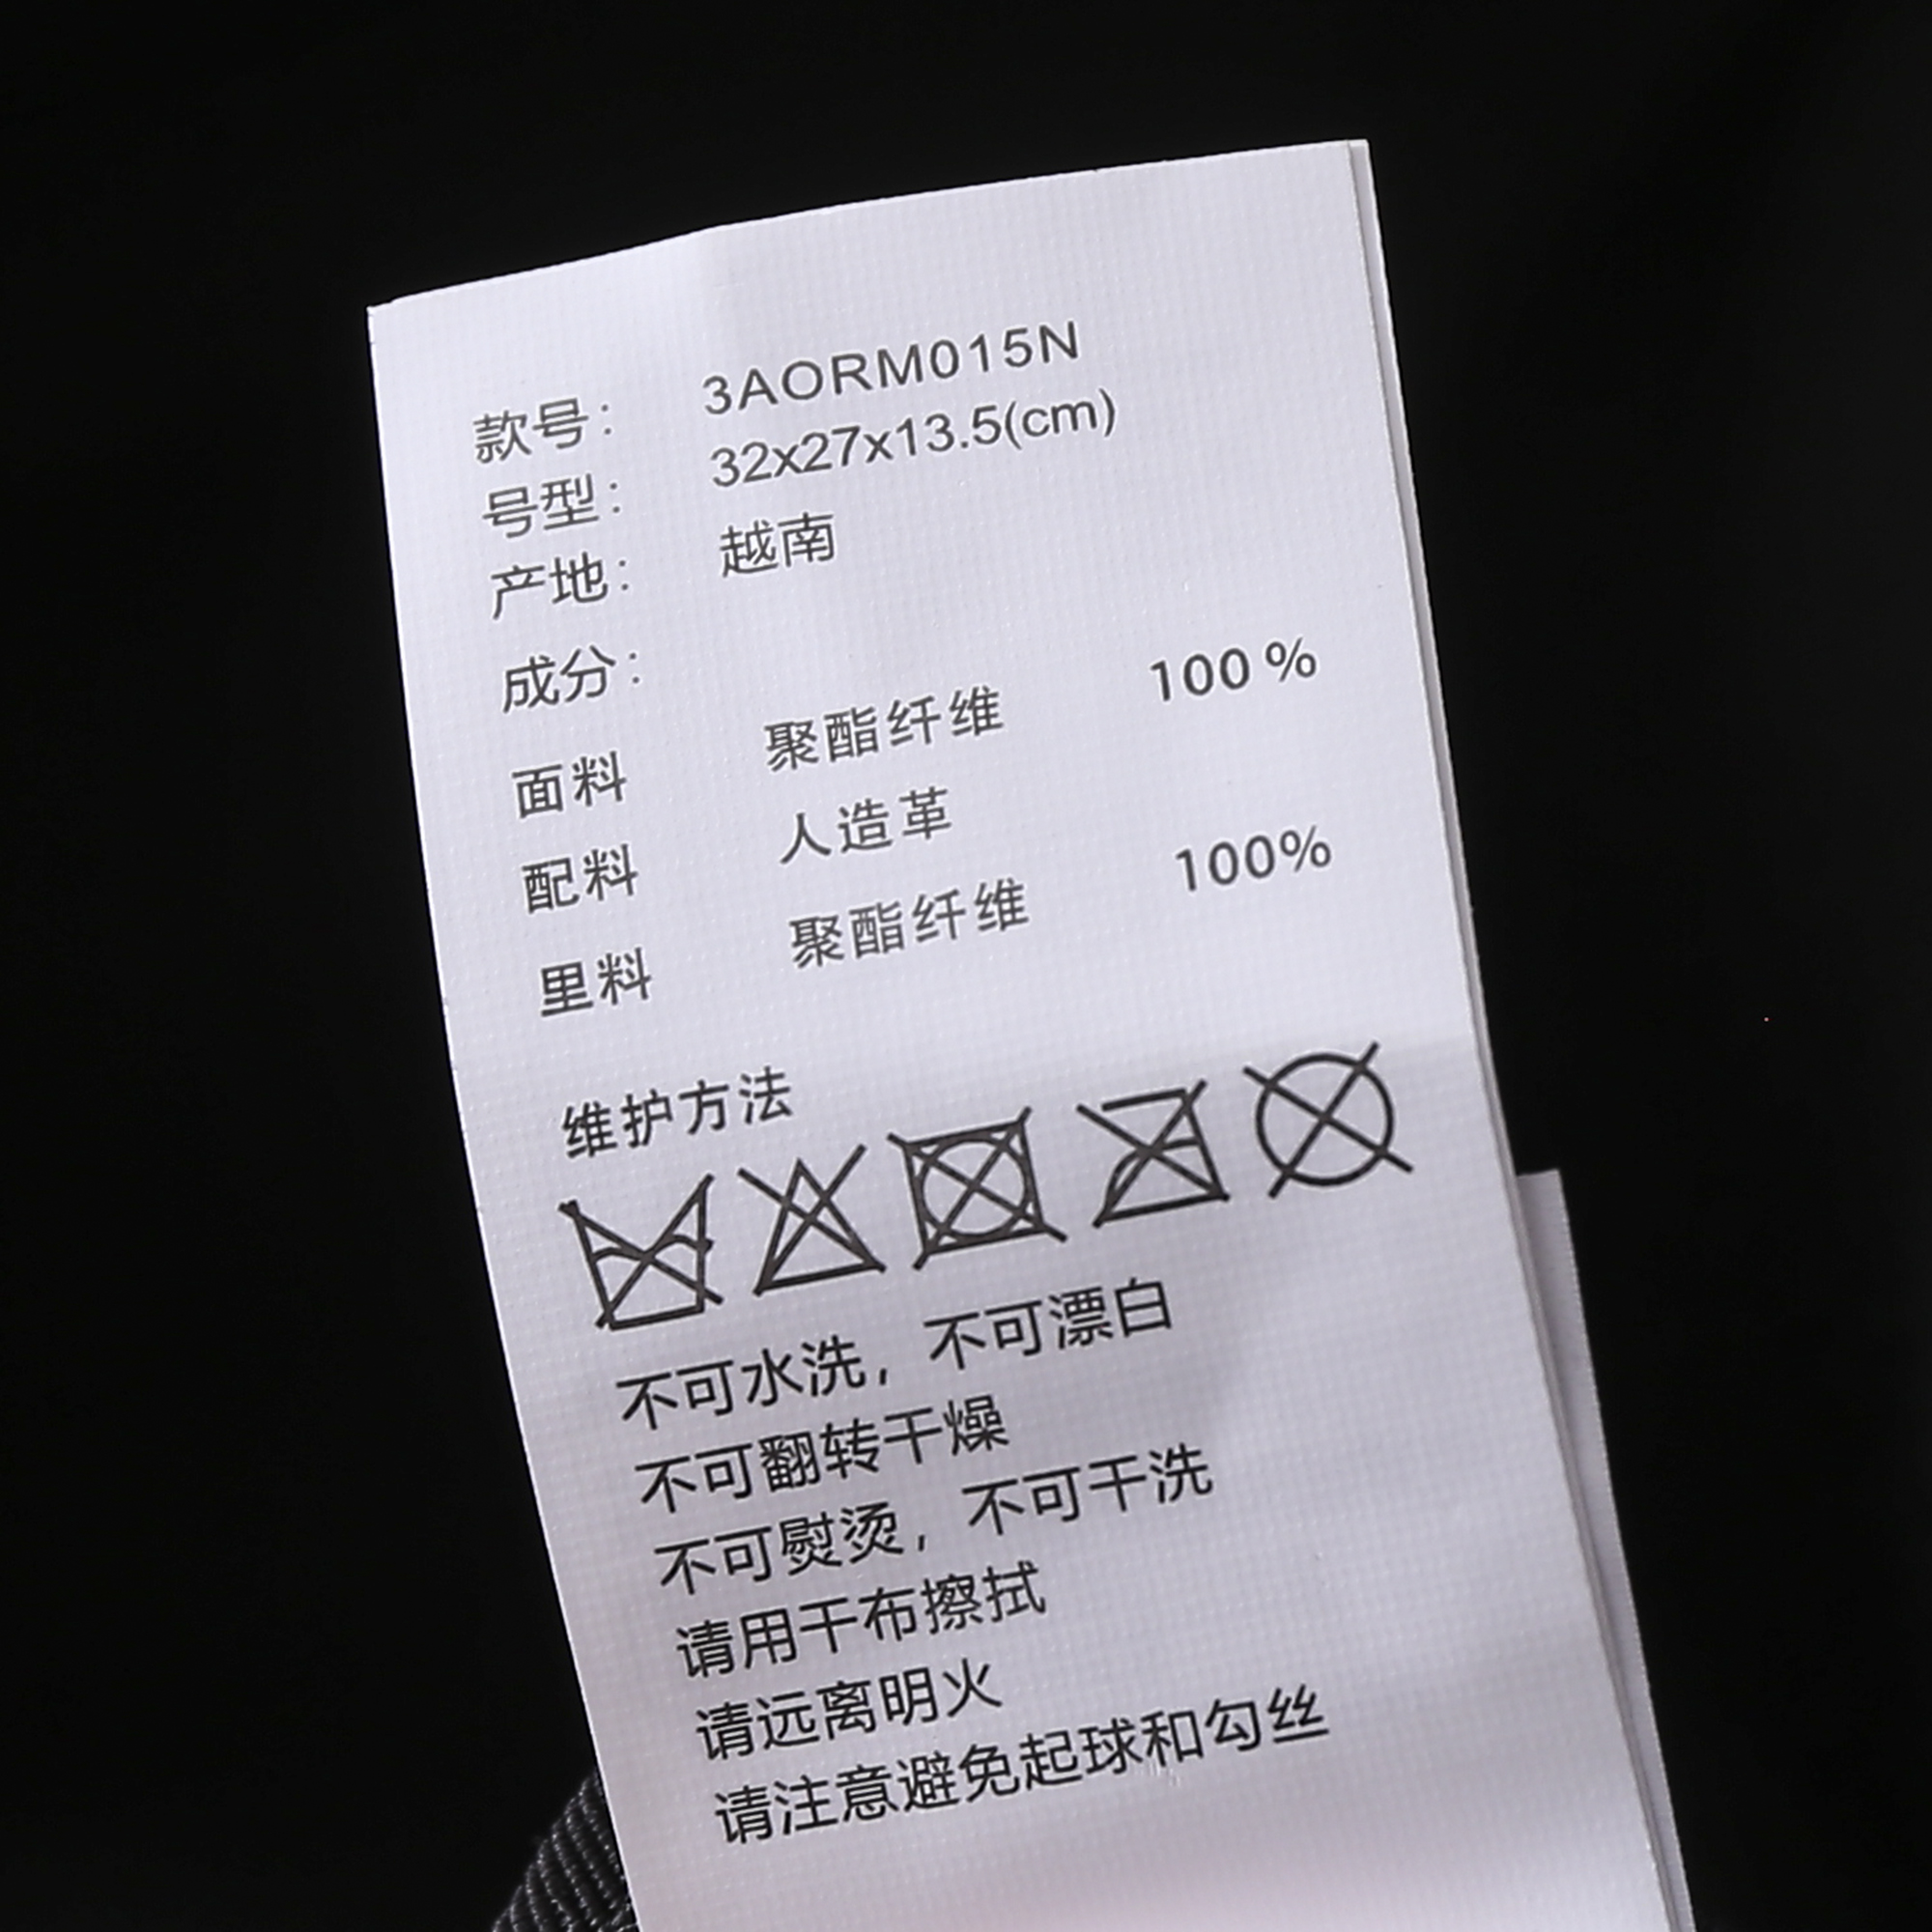 款号： 3AORM015N
号型： 32x27x13.5(cm)
产地： 越南
成分：
面料 聚酯纤维 100 %
配料 人造革
里料 聚酯纤维 100%
维护方法
不可水洗，不可漂白
不可翻转干燥
不可熨烫，不可干洗
请用干布擦拭
请远离明火
请注意避免起球和勾丝